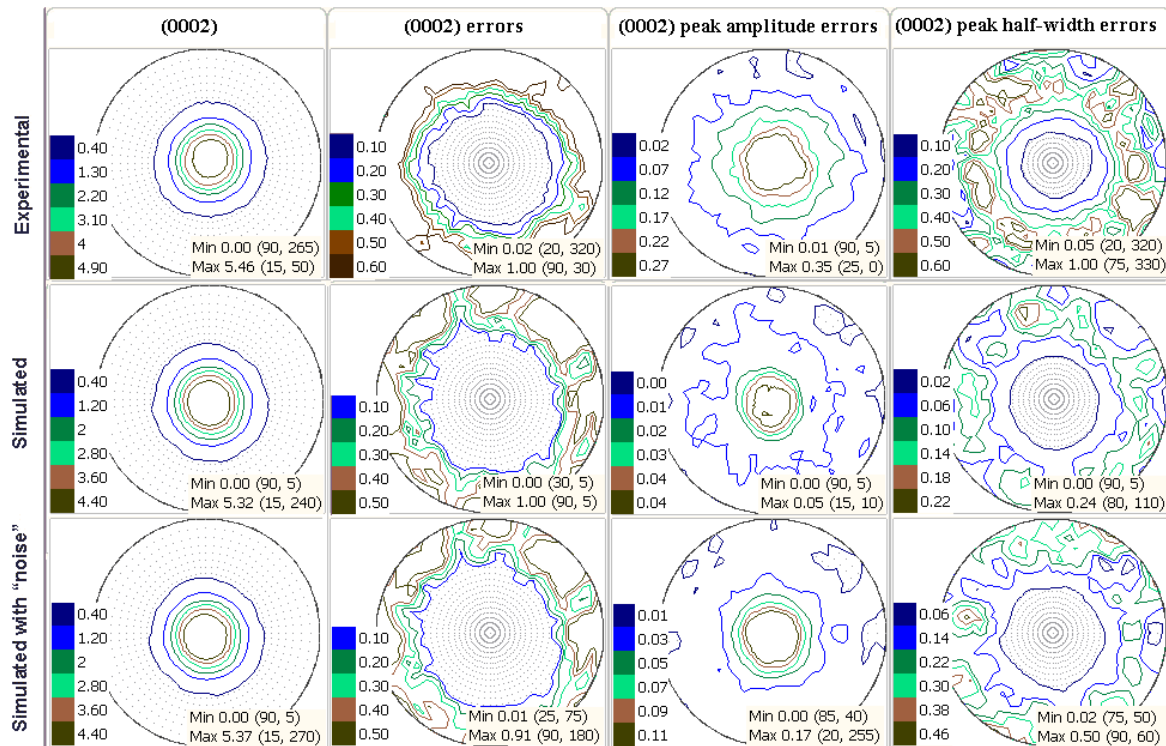 (0002)
(0002) errors
(0002) peak amplitude errors
(0002) peak half-width errors
Experimental
0.40
1.30
2.20
3.10
4
4.90
Min 0.00 (90, 265)
Max 5.46 (15, 50)
0.10
0.20
0.30
0.40
0.50
0.60
Min 0.02 (20, 320)
Max 1.00 (90, 30)
0.02
0.07
0.12
0.17
0.22
0.27
Min 0.01 (90, 5)
Max 0.35 (25, 0)
0.10
0.20
0.30
0.40
0.50
0.60
Min 0.05 (20, 320)
Max 1.00 (75, 330)
Simulated
0.40
1.20
2
2.80
3.60
4.40
Min 0.00 (90, 5)
Max 5.32 (15, 240)
0.10
0.20
0.30
0.40
0.50
Min 0.00 (30, 5)
Max 1.00 (90, 5)
0.00
0.01
0.02
0.03
0.04
0.04
Min 0.00 (90, 5)
Max 0.05 (15, 10)
0.02
0.06
0.10
0.14
0.18
0.22
Min 0.00 (90, 5)
Max 0.24 (80, 110)
Simulated with “noise”
0.40
1.20
2
2.80
3.60
4.40
Min 0.00 (90, 5)
Max 5.37 (15, 270)
0.10
0.20
0.30
0.40
0.50
Min 0.01 (25, 75)
Max 0.91 (90, 180)
0.01
0.03
0.05
0.07
0.09
0.11
Min 0.00 (85, 40)
Max 0.17 (20, 255)
0.06
0.14
0.22
0.30
0.38
0.46
Min 0.02 (75, 50)
Max 0.50 (90, 60)